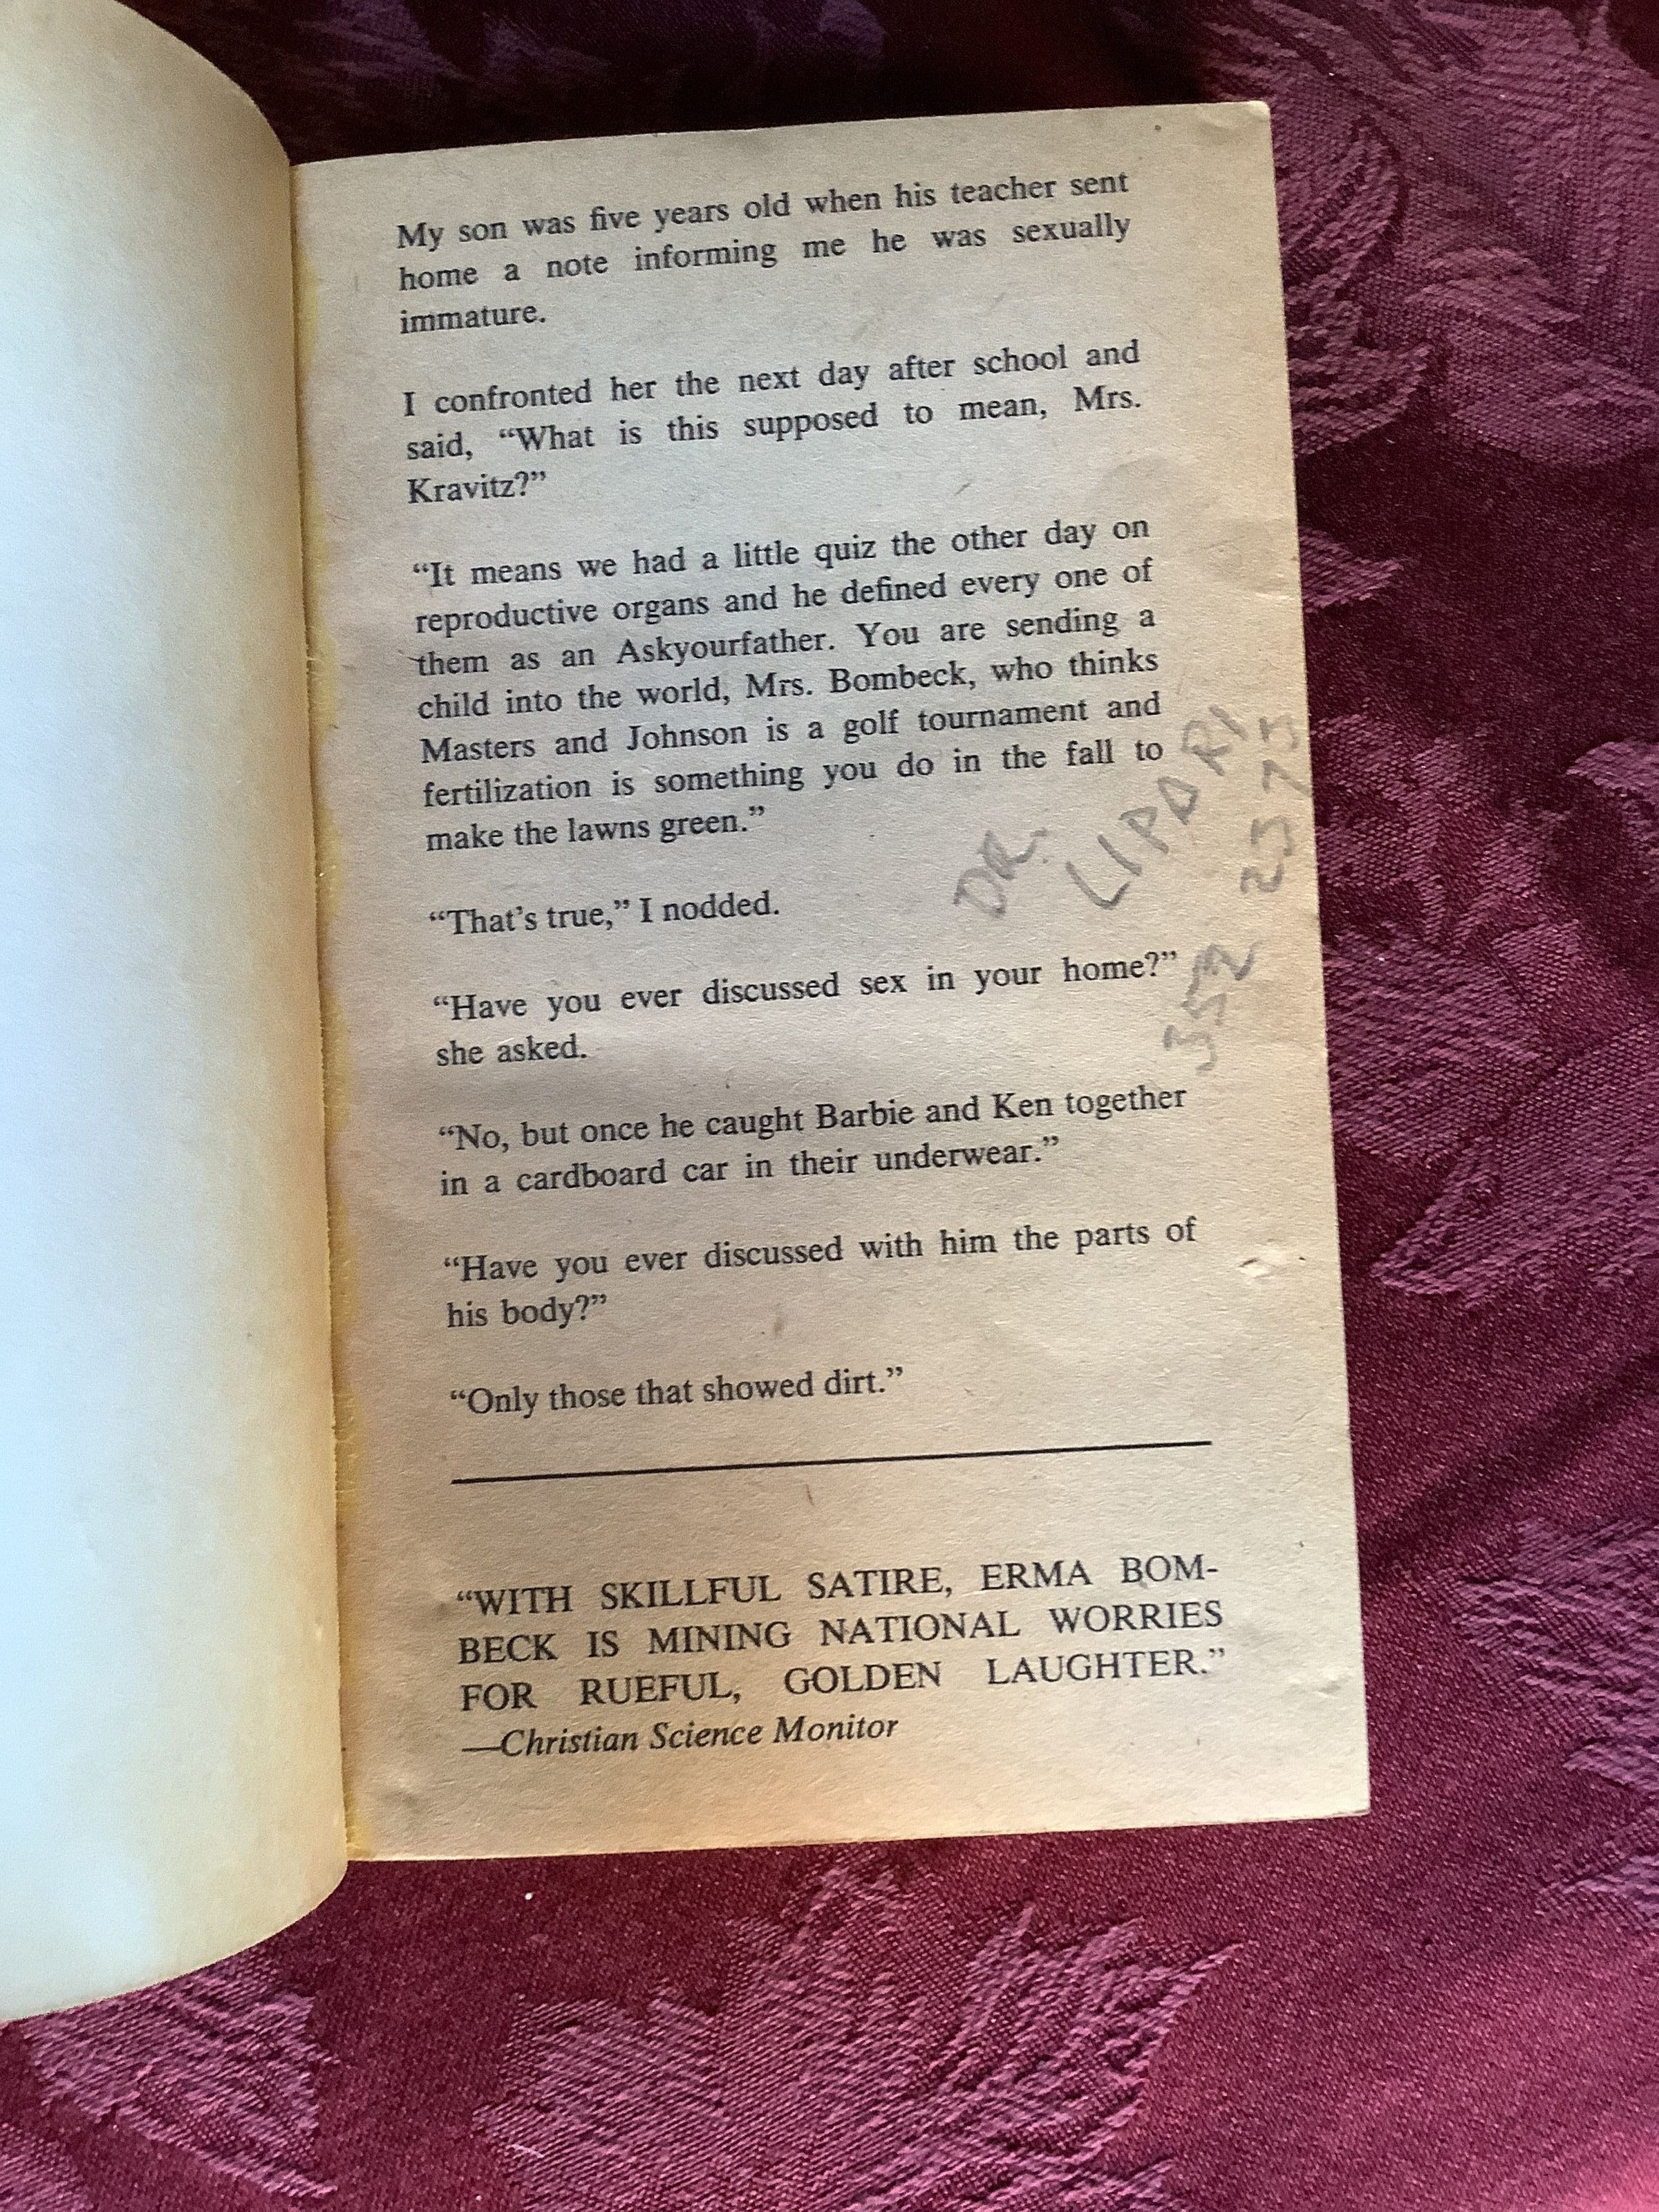 My son was five years old when his teacher sent
home a note informing me he was sexually
immature.
I confronted her the next day after school and
said, “What is this supposed to mean, Mrs.
Kravitz?”
“It means we had a little quiz the other day on
reproductive organs and he defined every one of
them as an Askyourfather. You are sending a
child into the world, Mrs. Bombeck, who thinks
Masters and Johnson is a golf tournament and
fertilization is something you do in the fall to
make the lawns green.”
“That’s true,” I nodded.
“Have you ever discussed sex in your home?”
she asked.
“No, but once he caught Barbie and Ken together
in a cardboard car in their underwear.”
“Have you ever discussed with him the parts of
his body?”
“Only those that showed dirt.”
“WITH SKILLFUL SATIRE, ERMA BOM-
BECK IS MINING NATIONAL WORRIES
FOR RUEFUL, GOLDEN LAUGHTER.”
—Christian Science Monitor
DR.
352